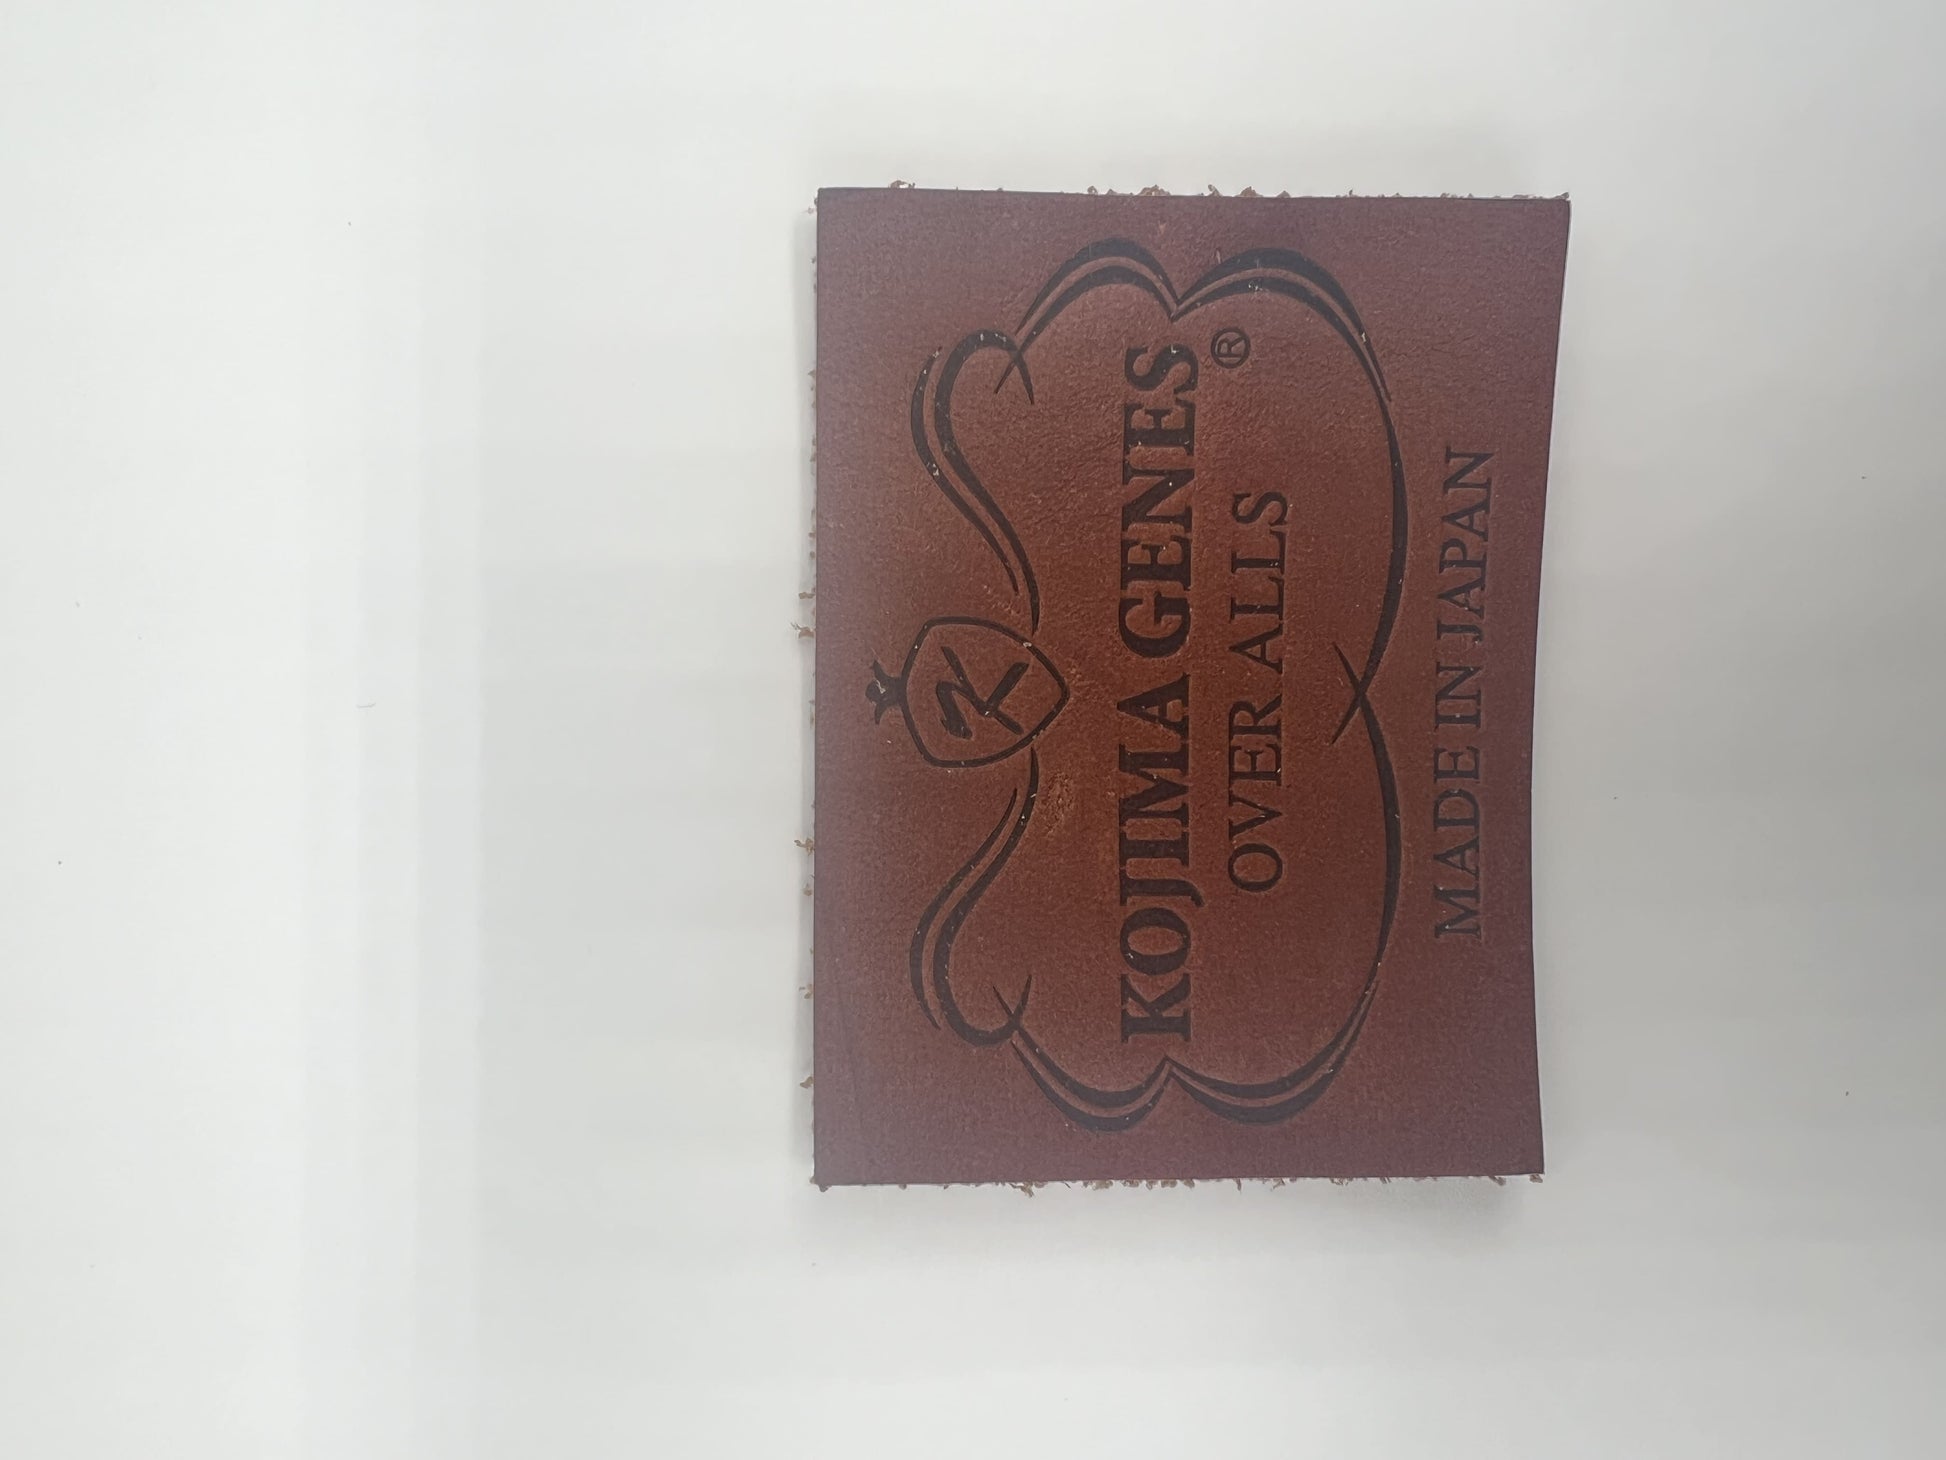 K
KOJIMA GENES®
OVER ALLS
MADE IN JAPAN